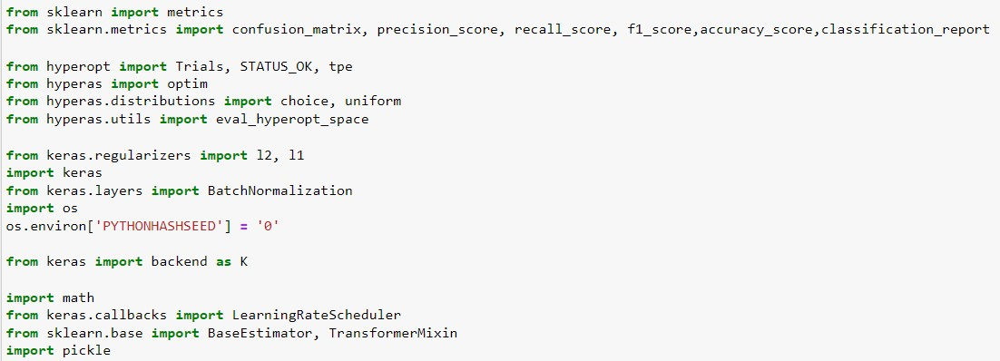 from sklearn import metrics
from sklearn.metrics import confusion_matrix, precision_score, recall_score, f1_score,accuracy_score,classification_report
from hyperopt import Trials, STATUS_OK, tpe
from hyperas import optim
from hyperas.distributions import choice, uniform
from hyperas.utils import eval_hyperopt_space
from keras.regularizers import l2, l1
import keras
from keras.layers import BatchNormalization
import os
os.environ['PYTHONHASHSEED'] = '0'
from keras import backend as K
import math
from keras.callbacks import LearningRateScheduler
from sklearn.base import BaseEstimator, TransformerMixin
import pickle